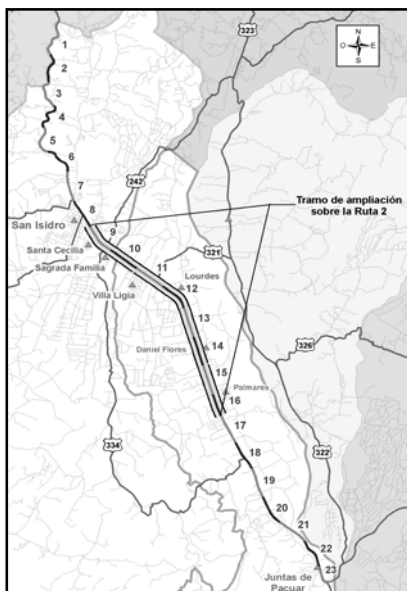 323
N
O E
S
1
2
3
4
5
6
242
7
Tramo de ampliación
sobre la Ruta 2
8
San Isidro
9
Santa Cecilia
10
321
Sagrada Familia
11
Lourdes
Villa Ligia
12
13
326
Daniel Flores
14
15
Palmares
16
17
334
322
18
19
20
21
22
Juntas de
Pacuar
23